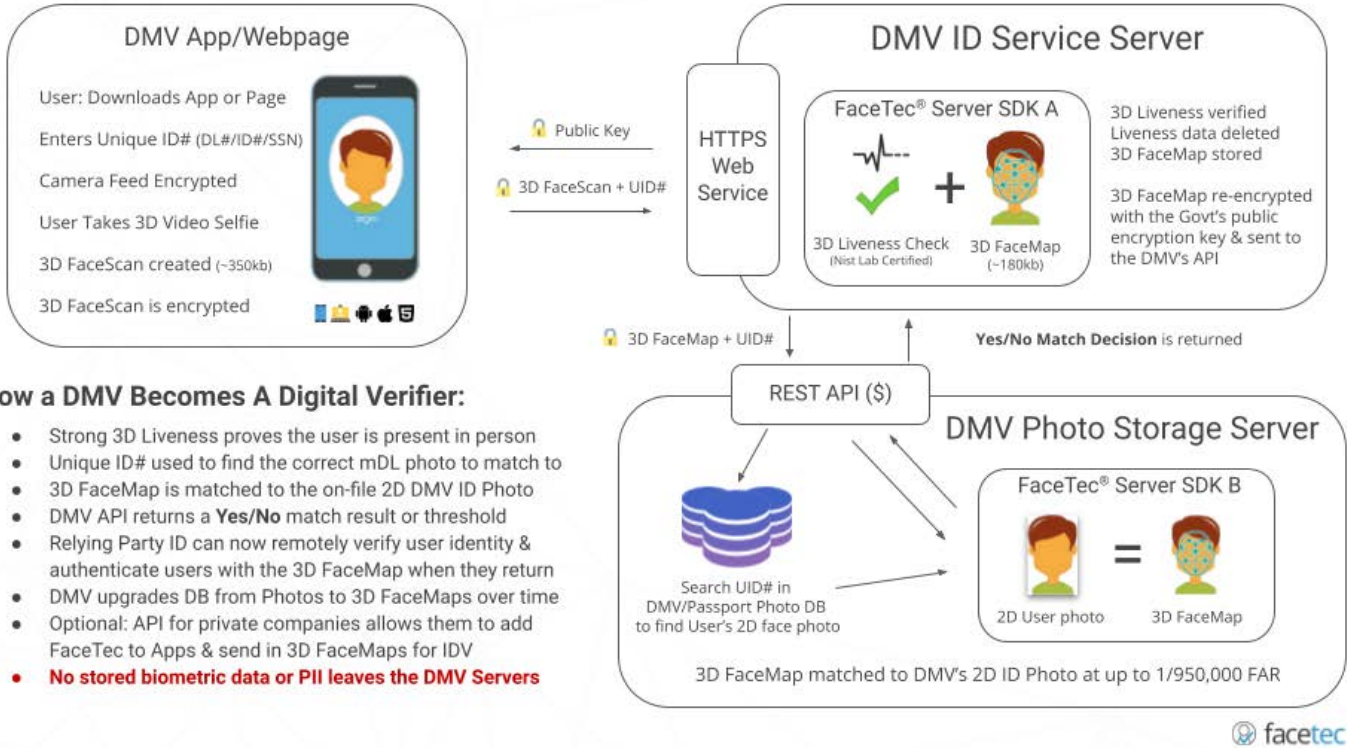 DMV App/Webpage
User: Downloads App or Page
Enters Unique ID# (DL#/ID#/SSN)
Camera Feed Encrypted
User Takes 3D Video Selfie
3D FaceScan created (~350kb)
3D FaceScan is encrypted
Public Key
3D FaceScan + UID#
DMV ID Service Server
HTTPS
Web
Service
FaceTec® Server SDK A
3D Liveness Check
(Nist Lab Certified)
3D FaceMap
(~180kb)
3D Liveness verified
Liveness data deleted
3D FaceMap stored
3D FaceMap re-encrypted
with the Govt's public
encryption key & sent to
the DMV's API
3D FaceMap + UID#
Yes/No Match Decision is returned
ow a DMV Becomes A Digital Verifier:
• Strong 3D Liveness proves the user is present in person
• Unique ID# used to find the correct mDL photo to match to
• 3D FaceMap is matched to the on-file 2D DMV ID Photo
• DMV API returns a Yes/No match result or threshold
• Relying Party ID can now remotely verify user identity &
authenticate users with the 3D FaceMap when they return
• DMV upgrades DB from Photos to 3D FaceMaps over time
• Optional: API for private companies allows them to add
FaceTec to Apps & send in 3D FaceMaps for IDV
• No stored biometric data or PII leaves the DMV Servers
REST API ($)
DMV Photo Storage Server
Search UID# in
DMV/Passport Photo DB
to find User's 2D face photo
FaceTec® Server SDK B
=
2D User photo
3D FaceMap
3D FaceMap matched to DMV's 2D ID Photo at up to 1/950,000 FAR
facetec